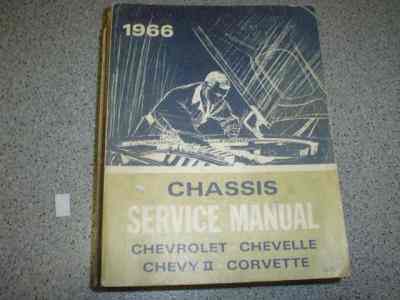 1966
CHASSIS
SERVICE MANUAL
CHEVROLET CHEVELLE
CHEVY II CORVETTE